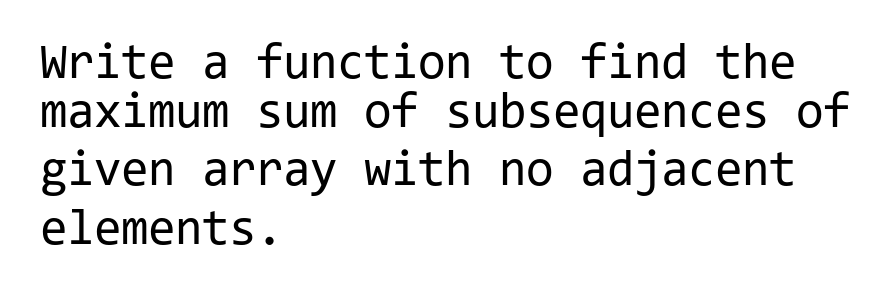 Write a function to find the
maximum sum of subsequences of
given array with no adjacent
elements.